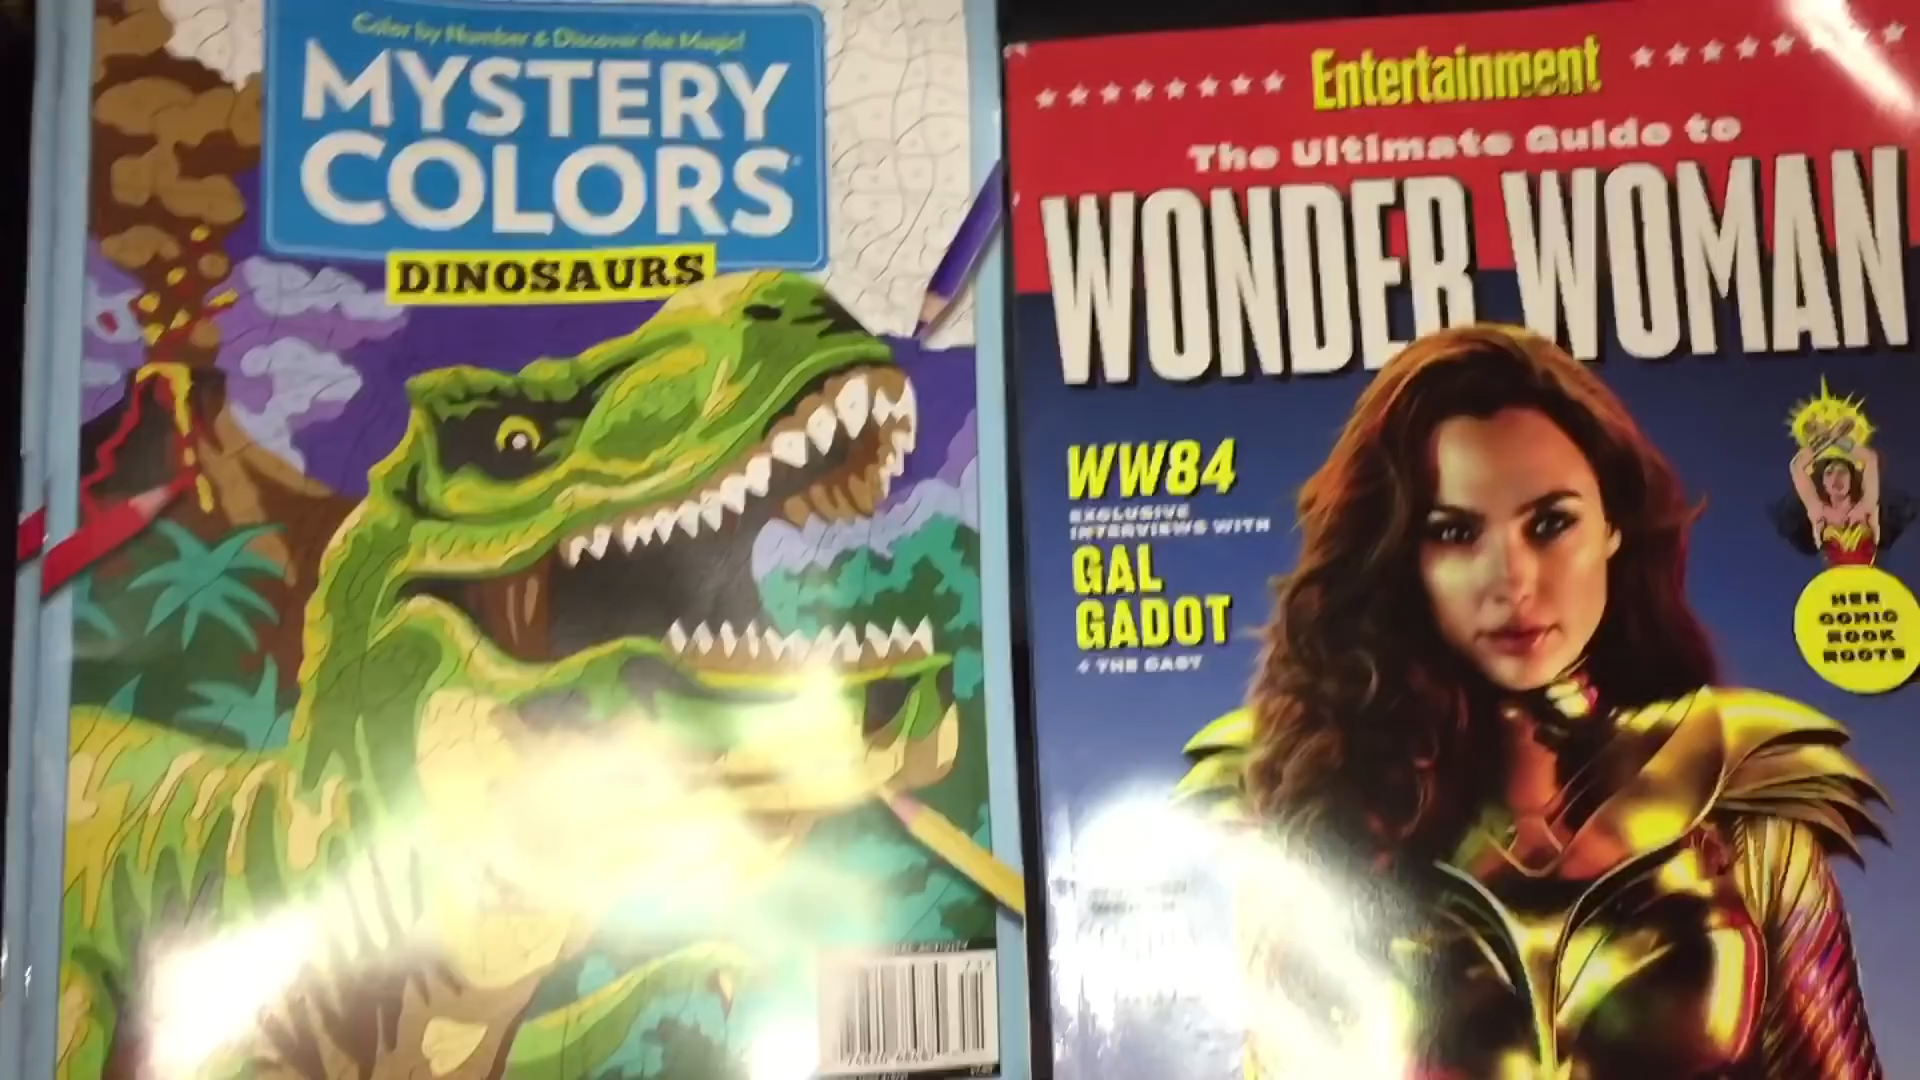 Color by Number & Discover the Magic!
MYSTERY
COLORS
DINOSAURS
Entertainment
The Ultimate Guide to
WONDER WOMAN
WW84
EXCLUSIVE
INTERVIEWS WITH
GAL
GADOT
+ THE CAST
HER
COMIC
BOOK
ROOTS